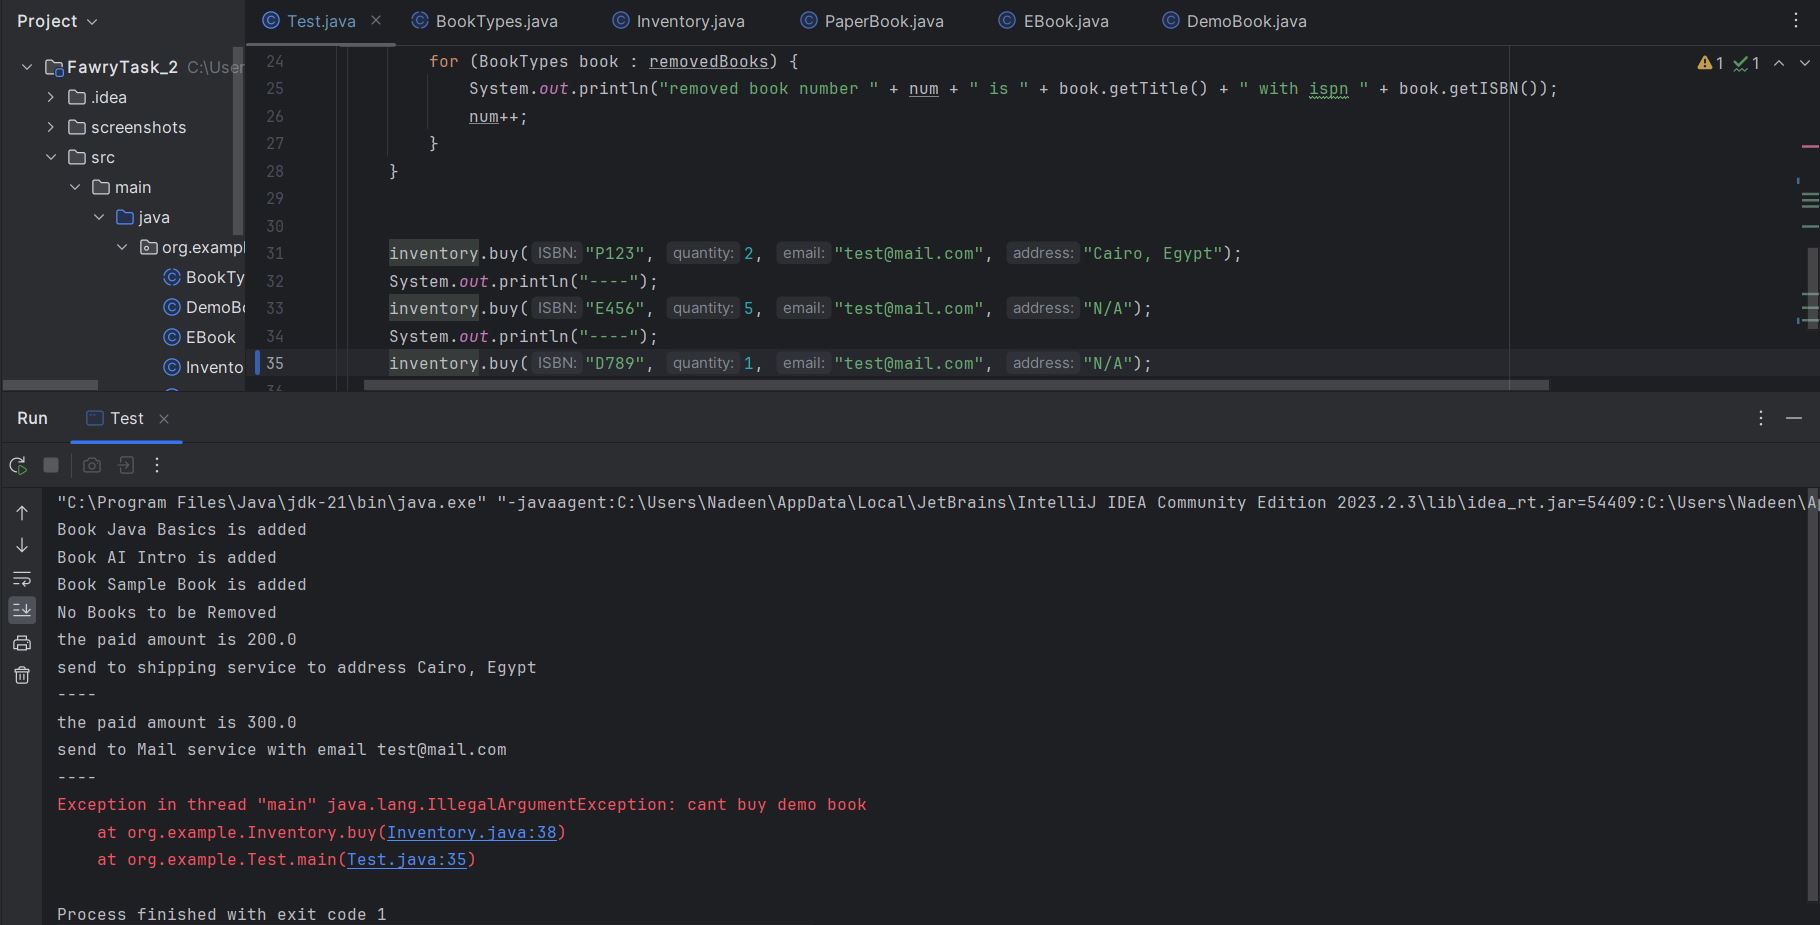 Project
Test.java
BookTypes.java
Inventory.java
PaperBook.java
EBook.java
DemoBook.java
FawryTask_2 C:\User
.idea
screenshots
src
main
java
org.exampl
BookTy
DemoBo
EBook
Invento
1 1
24 for (BookTypes book : removedBooks) {
25 System.out.println("removed book number " + num + " is " + book.getTitle() + " with ispn " + book.getISBN());
26 num++;
27 }
28 }
29
30
31 inventory.buy( ISBN: "P123", quantity: 2, email: "test@mail.com", address: "Cairo, Egypt");
32 System.out.println("----");
33 inventory.buy( ISBN: "E456", quantity: 5, email: "test@mail.com", address: "N/A");
34 System.out.println("----");
35 inventory.buy( ISBN: "D789", quantity: 1, email: "test@mail.com", address: "N/A");
36
Run Test
"C:\Program Files\Java\jdk-21\bin\java.exe" "-javaagent:C:\Users\Nadeen\AppData\Local\JetBrains\IntelliJ IDEA Community Edition 2023.2.3\lib\idea_rt.jar=54409:C:\Users\Nadeen\Ap
Book Java Basics is added
Book AI Intro is added
Book Sample Book is added
No Books to be Removed
the paid amount is 200.0
send to shipping service to address Cairo, Egypt
----
the paid amount is 300.0
send to Mail service with email test@mail.com
----
Exception in thread "main" java.lang.IllegalArgumentException: cant buy demo book
at org.example.Inventory.buy(Inventory.java:38)
at org.example.Test.main(Test.java:35)
Process finished with exit code 1